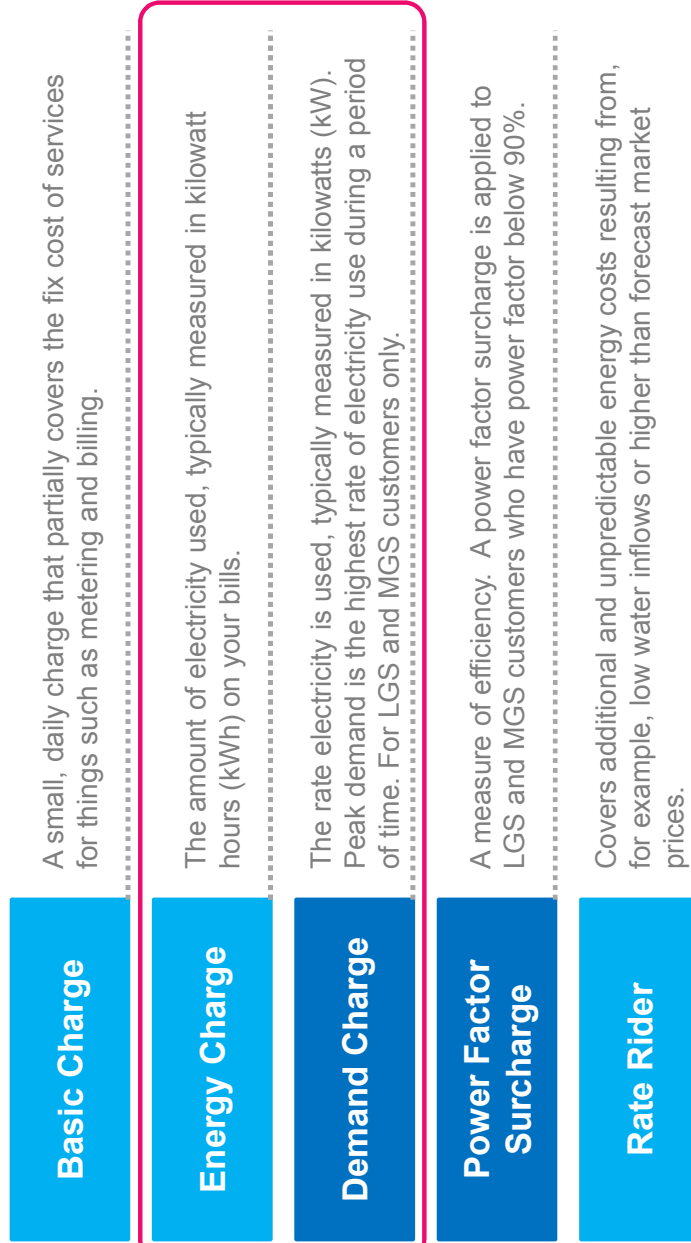 Basic Charge
A small, daily charge that partially covers the fix cost of services
for things such as metering and billing.
Energy Charge
The amount of electricity used, typically measured in kilowatt
hours (kWh) on your bills.
Demand Charge
The rate electricity is used, typically measured in kilowatts (kW).
Peak demand is the highest rate of electricity use during a period
of time. For LGS and MGS customers only.
Power Factor
Surcharge
A measure of efficiency.  A power factor surcharge is applied to
LGS and MGS customers who have power factor below 90%.
Rate Rider
Covers additional and unpredictable energy costs resulting from,
for example, low water inflows or higher than forecast market
prices.